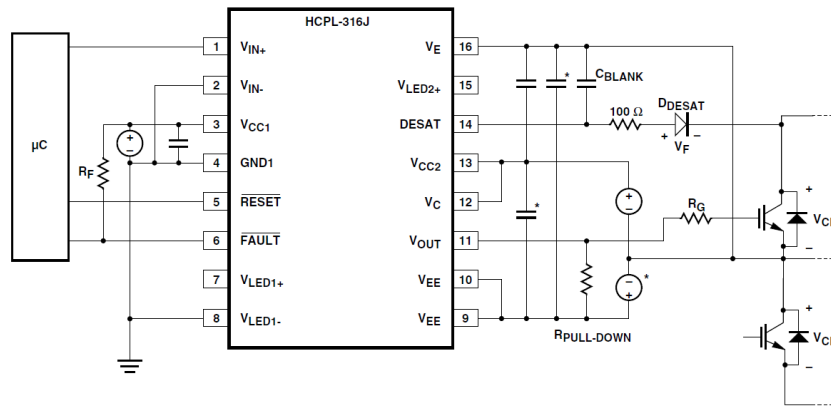 HCPL-316J
µC
1 VIN+
2 VIN-
3 VCC1
4 GND1
5 RESET
6 FAULT
7 VLED1+
8 VLED1-
VE 16
VLED2+ 15
DESAT 14
VCC2 13
VC 12
VOUT 11
VEE 10
VEE 9
RF
+
−
*
CBLANK
100 Ω
DDESAT
+ −
VF
*
+
−
RG
−
+
*
RPULL-DOWN
+
−
+
−